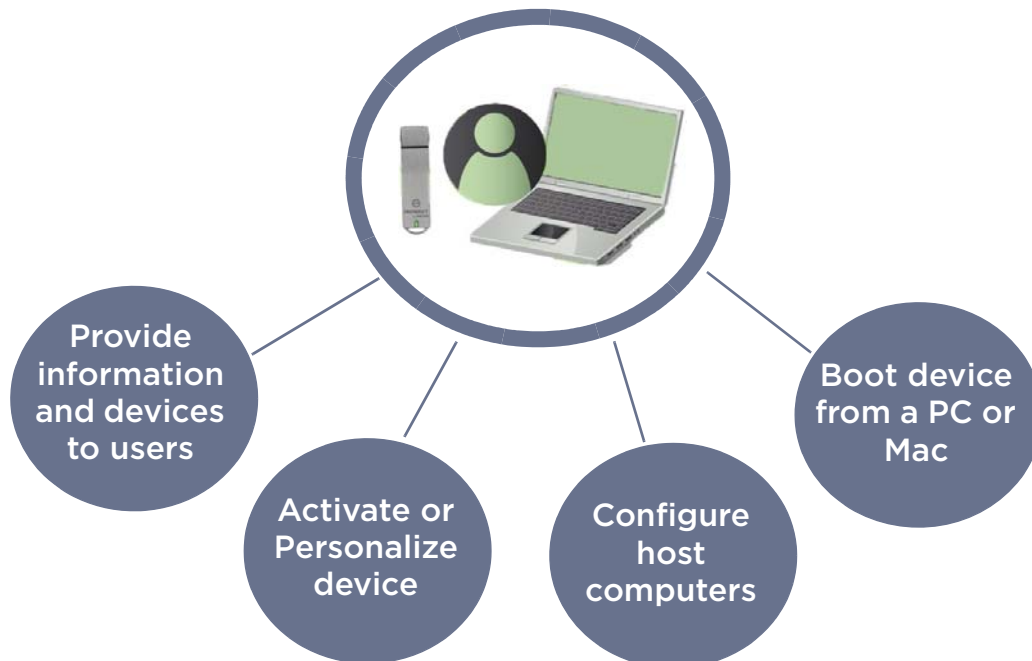 Provide
information
and devices
to users
Activate or
Personalize
device
Configure
host
computers
Boot device
from a PC or
Mac